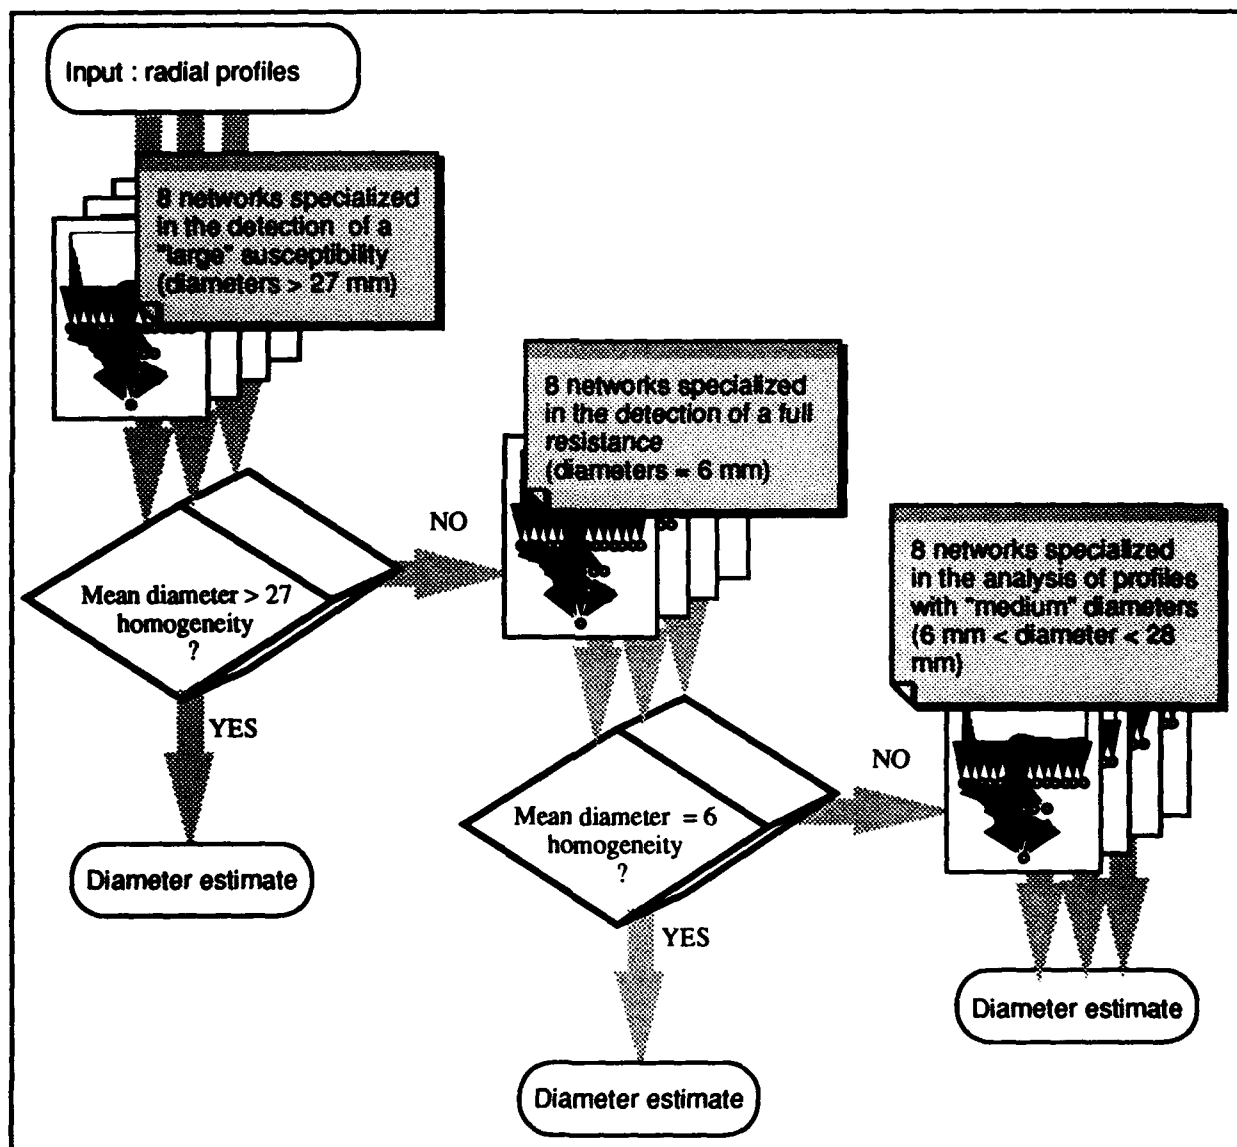 Input : radial profiles
8 networks specialized
in the detection of a
"large" susceptibility
(diameters > 27 mm)
Mean diameter > 27
homogeneity
?
NO
YES
Diameter estimate
8 networks specialized
in the detection of a full
resistance
(diameters = 6 mm)
Mean diameter = 6
homogeneity
?
NO
YES
Diameter estimate
8 networks specialized
in the analysis of profiles
with "medium" diameters
(6 mm < diameter < 28
mm)
Diameter estimate